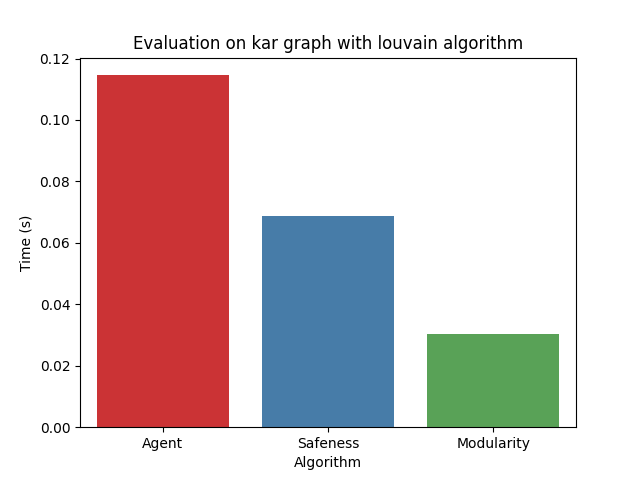 Evaluation on kar graph with louvain algorithm
0.12
0.10
0.08
0.06
0.04
0.02
0.00
Time (s)
Agent
Safeness
Modularity
Algorithm